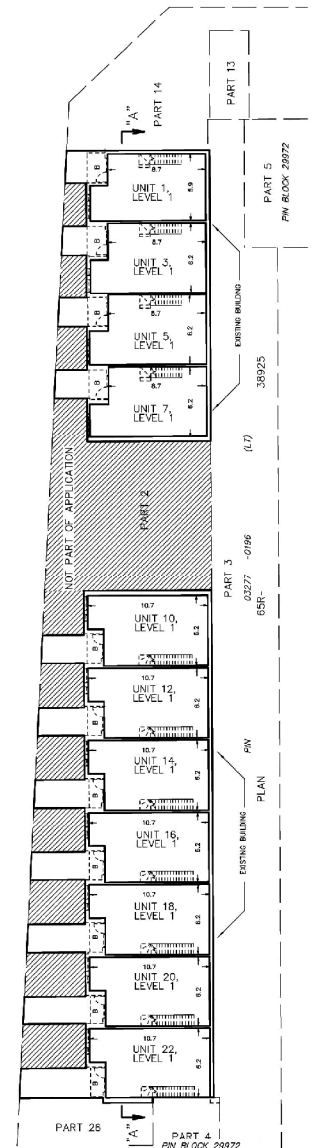 "A"
PART 14
PART 13
PART 5
PIN BLOCK 29972
B
8.7
5.9
UNIT 1,
LEVEL 1
B
8.7
6.2
UNIT 3,
LEVEL 1
B
8.7
6.2
UNIT 5,
LEVEL 1
B
8.7
6.2
UNIT 7,
LEVEL 1
EXISTING BUILDING
38925
(LT)
NOT PART OF APPLICATION
PART 2
PART 3
03277 -0196
65R-
10.7
UNIT 10,
LEVEL 1
B
10.7
6.2
UNIT 12,
LEVEL 1
B
10.7
6.2
UNIT 14,
LEVEL 1
B
10.7
UNIT 16,
LEVEL 1
B
10.7
6.2
UNIT 18,
LEVEL 1
B
10.7
6.2
UNIT 20,
LEVEL 1
B
10.7
6.2
UNIT 22,
LEVEL 1
PIN
PLAN
EXISTING BUILDING
PART 26
"A"
PART 4
PIN BLOCK 29972